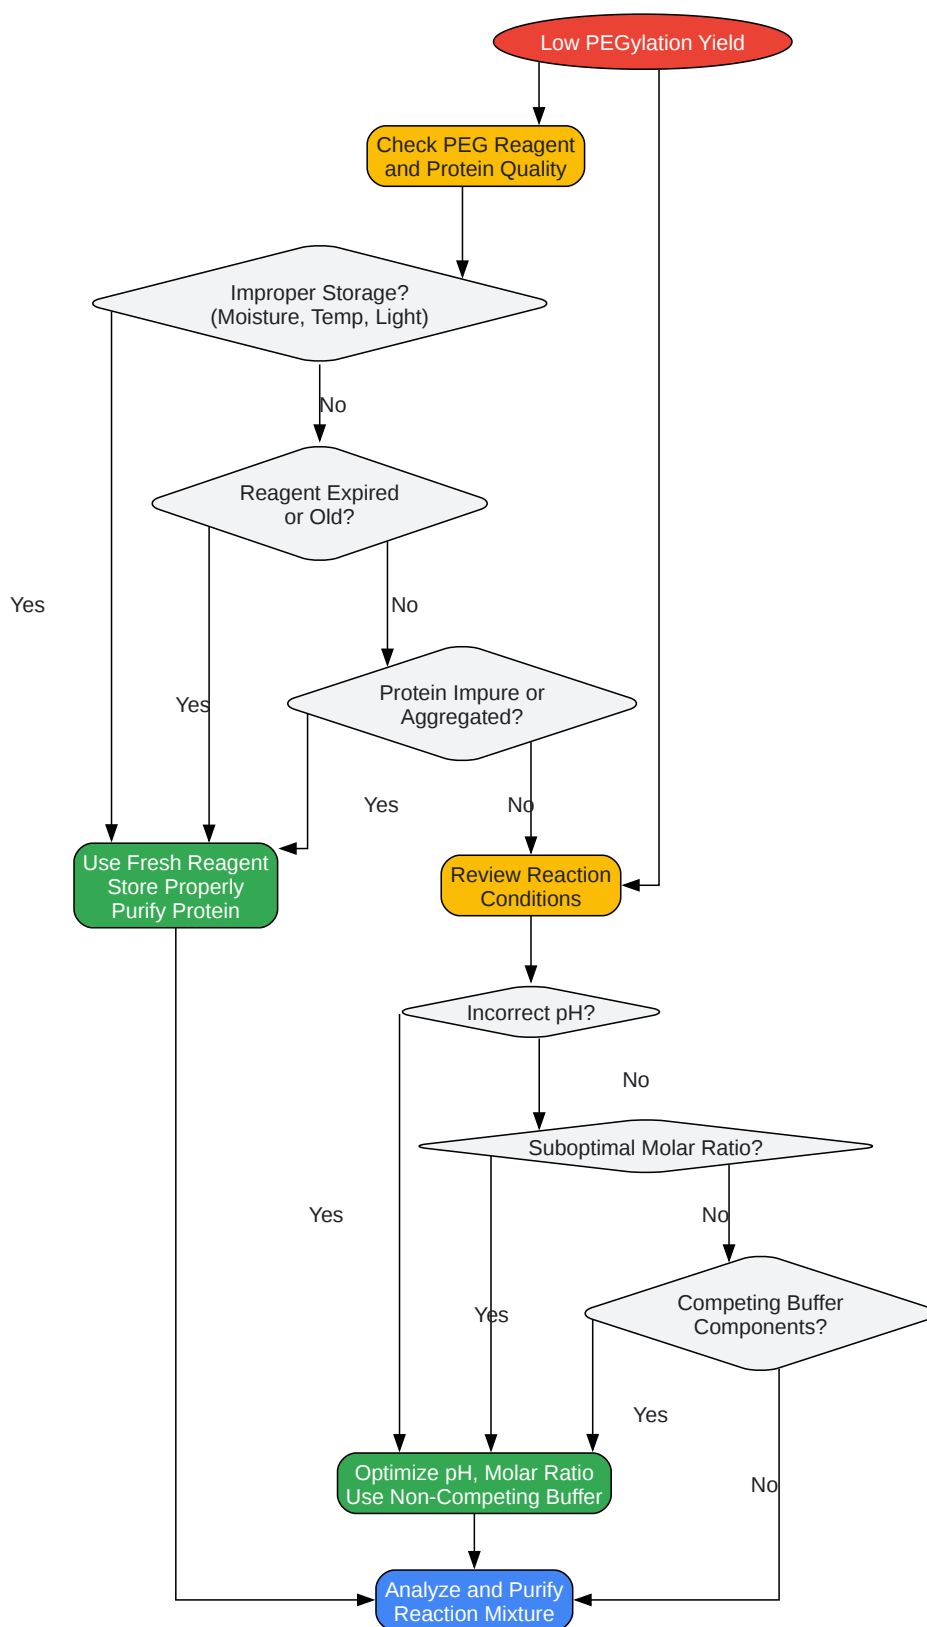 Low PEGylation Yield
Check PEG Reagent
and Protein Quality
Improper Storage?
(Moisture, Temp, Light)
No
Reagent Expired
or Old?
Yes
No
Protein Impure or
Aggregated?
Yes
Yes
No
Use Fresh Reagent
Store Properly
Purify Protein
Review Reaction
Conditions
Incorrect pH?
No
Suboptimal Molar Ratio?
Yes
No
Competing Buffer
Components?
Yes
Yes
Optimize pH, Molar Ratio
Use Non-Competing Buffer
No
Analyze and Purify
Reaction Mixture